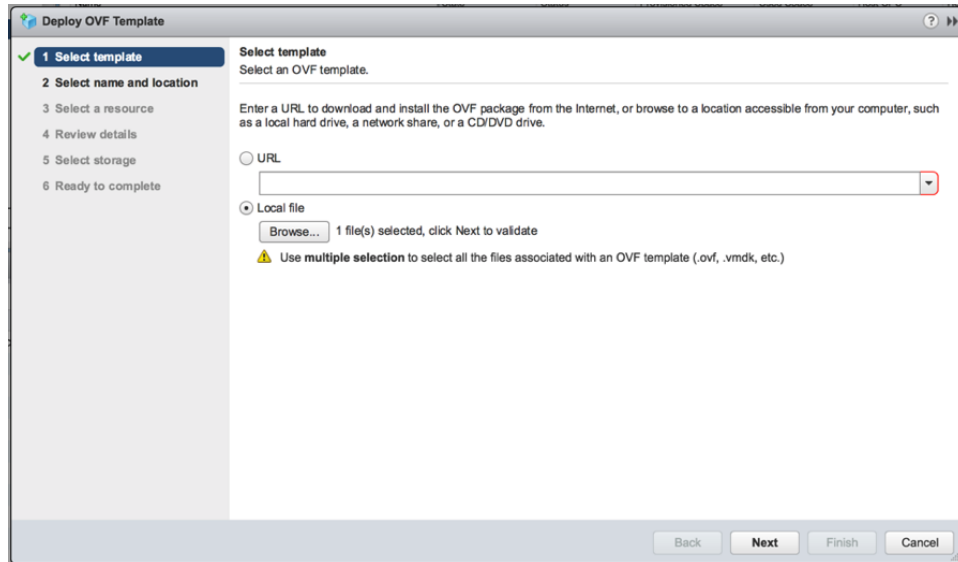 Deploy OVF Template
1 Select template
2 Select name and location
3 Select a resource
4 Review details
5 Select storage
6 Ready to complete
Select template
Select an OVF template.
Enter a URL to download and install the OVF package from the Internet, or browse to a location accessible from your computer, such
as a local hard drive, a network share, or a CD/DVD drive.
URL
Local file
Browse... 1 file(s) selected, click Next to validate
Use multiple selection to select all the files associated with an OVF template (.ovf, .vmdk, etc.)
Back Next Finish Cancel